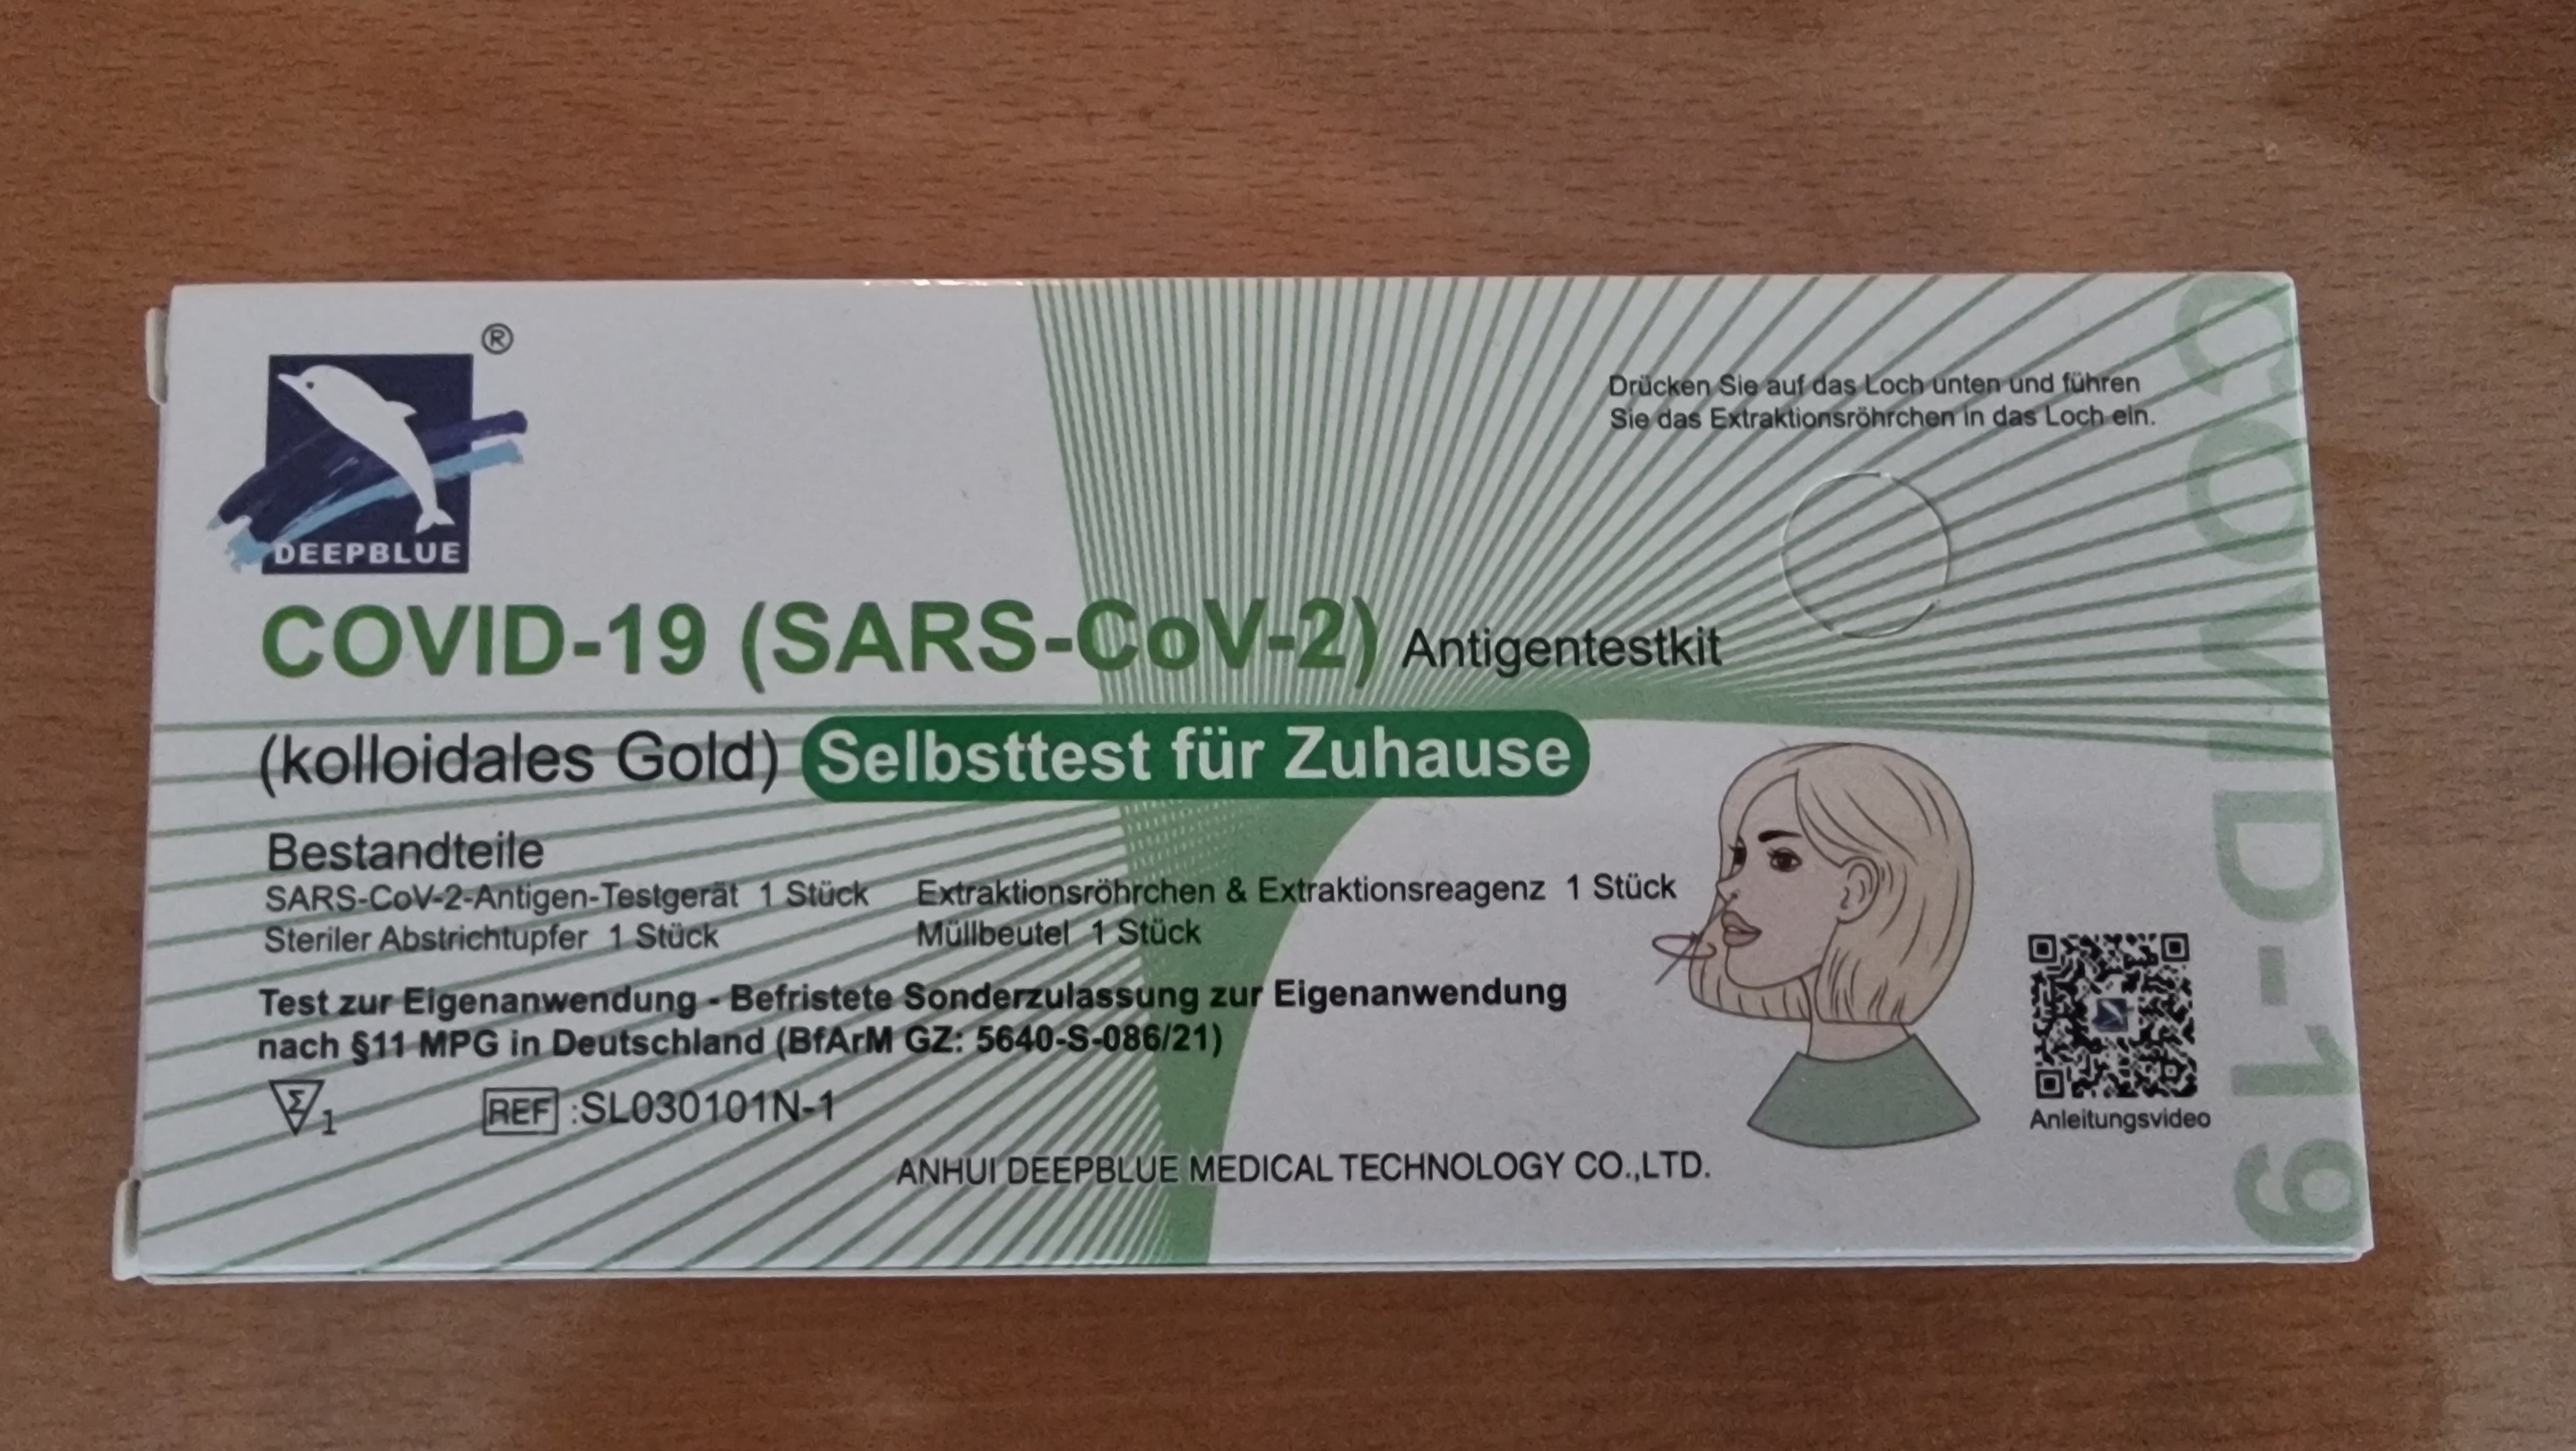 ®
DEEPBLUE
Drücken Sie auf das Loch unten und führen
Sie das Extraktionsröhrchen in das Loch ein.
COVID-19 (SARS-CoV-2) Antigentestkit
(kolloidales Gold) Selbsttest für Zuhause
Bestandteile
SARS-CoV-2-Antigen-Testgerät 1 Stück Extraktionsröhrchen & Extraktionsreagenz 1 Stück
Steriler Abstrichtupfer 1 Stück Müllbeutel 1 Stück
Test zur Eigenanwendung - Befristete Sonderzulassung zur Eigenanwendung
nach §11 MPG in Deutschland (BfArM GZ: 5640-S-086/21)
Σ 1 REF :SL030101N-1
Anleitungsvideo
ANHUI DEEPBLUE MEDICAL TECHNOLOGY CO.,LTD.
COVID-19